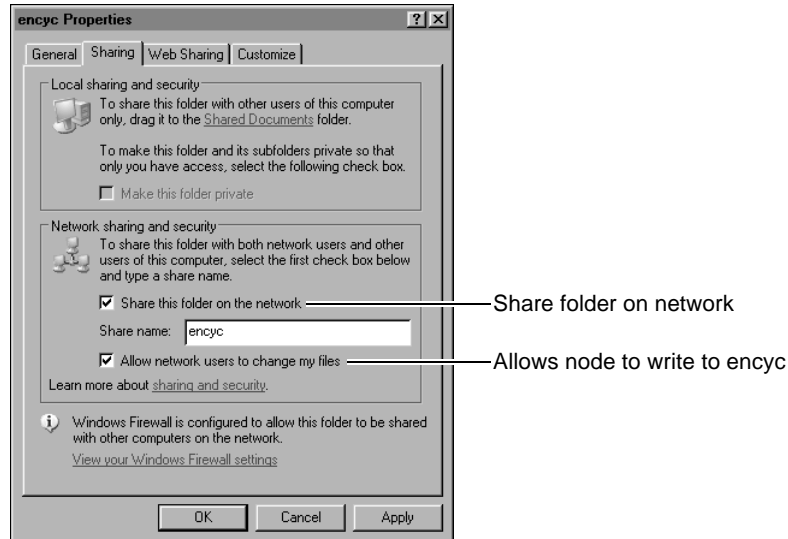 encyc Properties
General Sharing Web Sharing Customize
Local sharing and security
To share this folder with other users of this computer
only, drag it to the Shared Documents folder.
To make this folder and its subfolders private so that
only you have access, select the following check box.
Make this folder private
Network sharing and security
To share this folder with both network users and other
users of this computer, select the first check box below
and type a share name.
Share this folder on the network
Share folder on network
Share name: encyc
Allow network users to change my files
Allows node to write to encyc
Learn more about sharing and security.
Windows Firewall is configured to allow this folder to be shared
with other computers on the network.
View your Windows Firewall settings
OK Cancel Apply